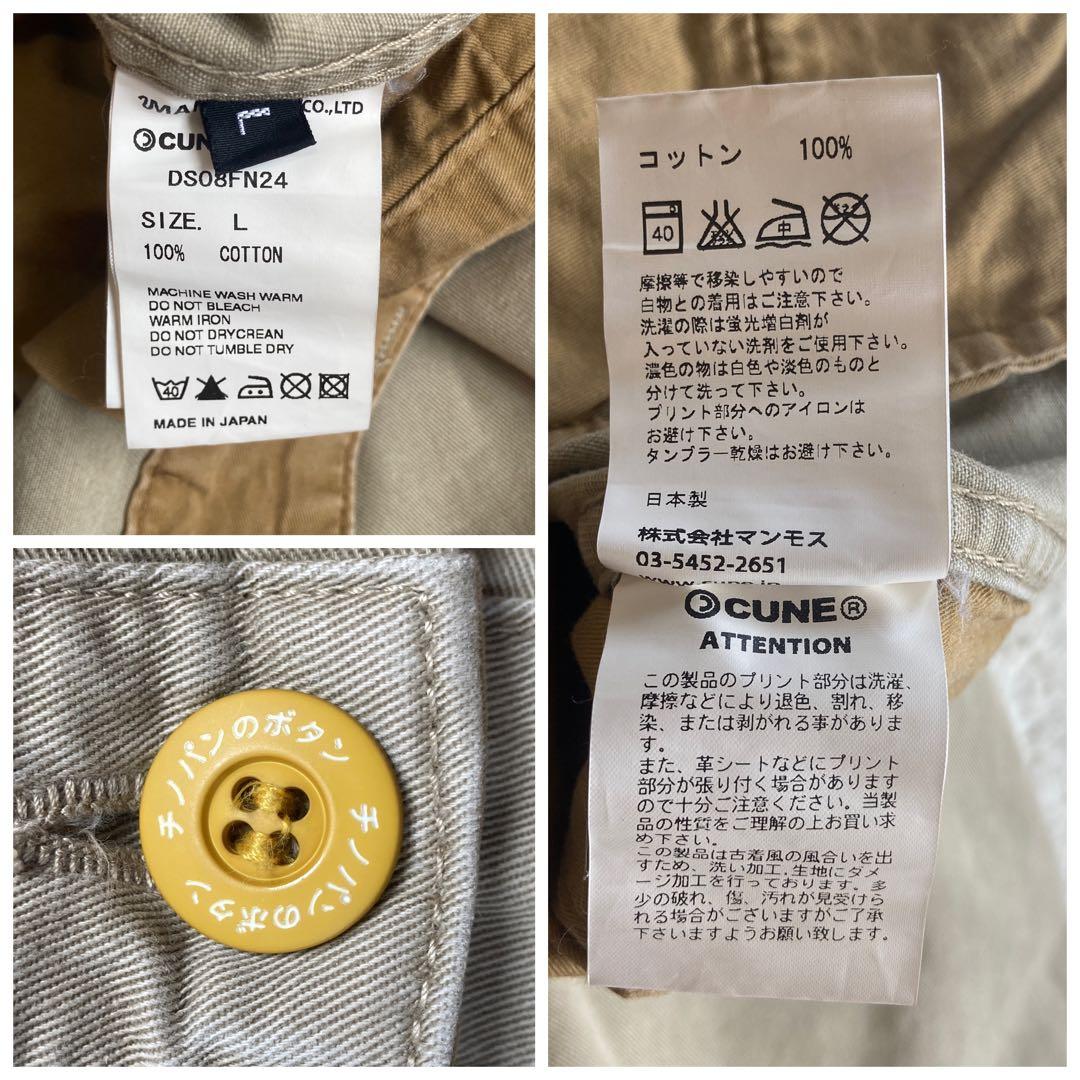 CO.,LTD
L
DS08FN24
SIZE. L
100% COTTON
MACHINE WASH WARM
DO NOT BLEACH
WARM IRON
DO NOT DRYCREAN
DO NOT TUMBLE DRY
40
MADE IN JAPAN
チノパンのボタン チノパンのボタン
コットン 100%
40 中
摩擦等で移染しやすいので
白物との着用はご注意下さい。
洗濯の際は蛍光増白剤が
入っていない洗剤をご使用下さい。
濃色の物は白色や淡色のものと
分けて洗って下さい。
プリント部分へのアイロンは
お避け下さい。
タンブラー乾燥はお避け下さい。
日本製
株式会社マンモス
03-5452-2651
www.cune.jp
CUNE®
ATTENTION
この製品のプリント部分は洗濯、
摩擦などにより退色、割れ、移
染、または剥がれる事がありま
す。
また、革シートなどにプリント
部分が張り付く場合があります
ので十分ご注意ください。当製
品の性質をご理解の上お買い求
め下さい。
この製品は古着風の風合いを出
すため、洗い加工.生地にダメ
ージ加工を行っております。多
少の破れ、傷、汚れが見受けら
れる場合がございますがご了承
下さいますようお願い致します。